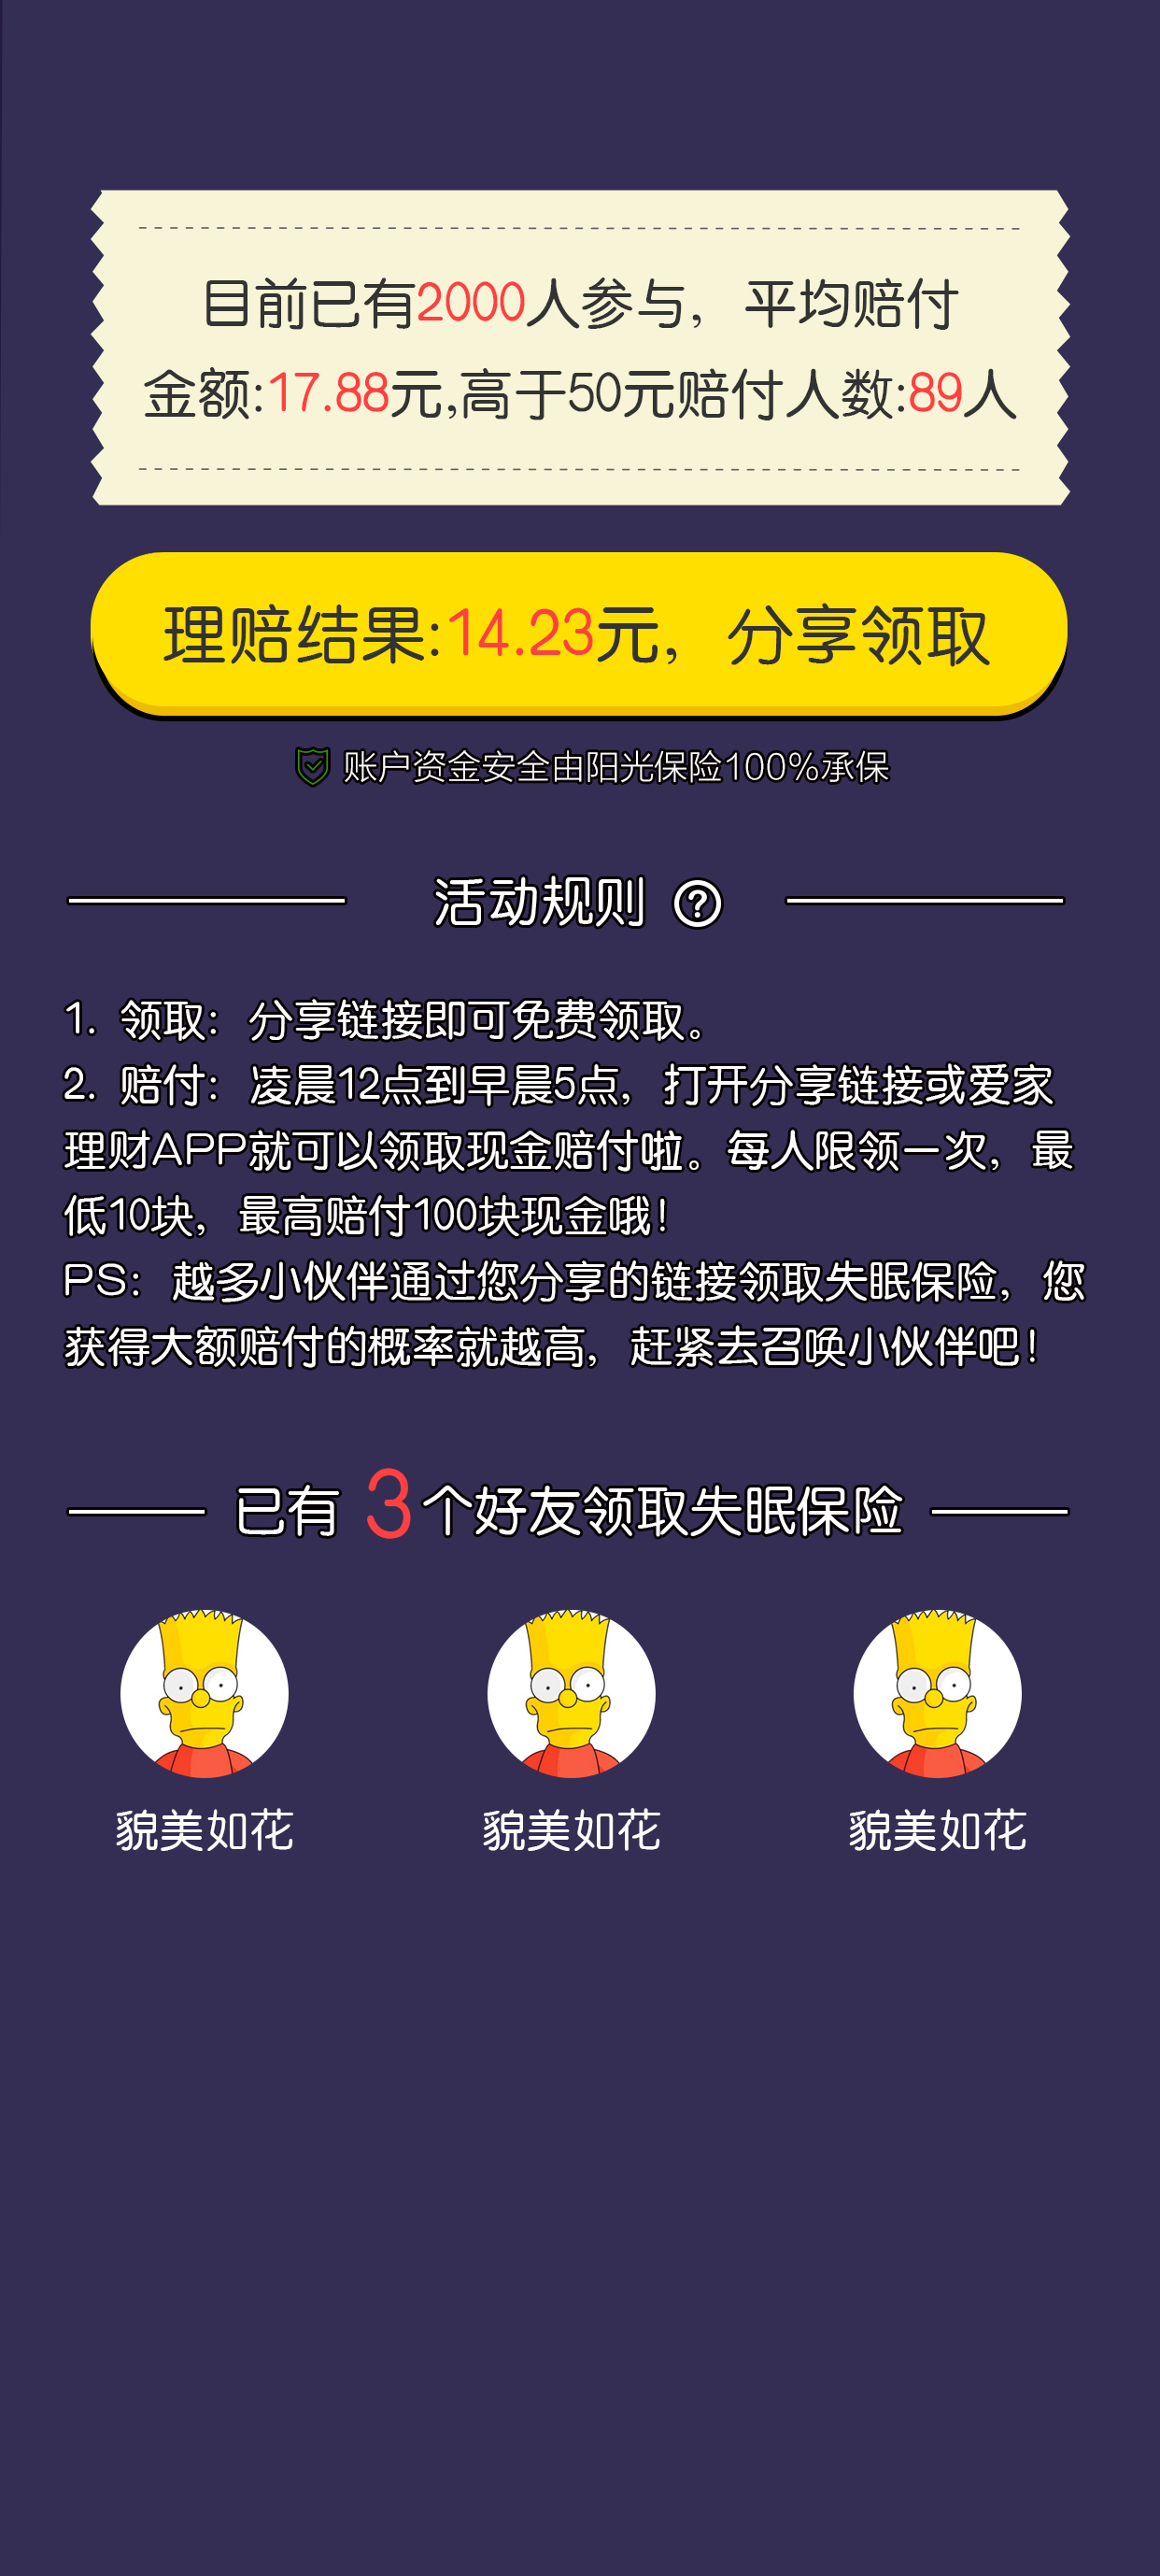 目前已有2000人参与，平均赔付
金额:17.88元,高于50元赔付人数:89人
理赔结果:14.23元，分享领取
账户资金安全由阳光保险100%承保
活动规则 ?
1. 领取：分享链接即可免费领取。
2. 赔付：凌晨12点到早晨5点，打开分享链接或爱家
理财APP就可以领取现金赔付啦。每人限领一次，最
低10块，最高赔付100块现金哦！
PS：越多小伙伴通过您分享的链接领取失眠保险，您
获得大额赔付的概率就越高，赶紧去召唤小伙伴吧！
已有 3 个好友领取失眠保险
貌美如花 貌美如花 貌美如花